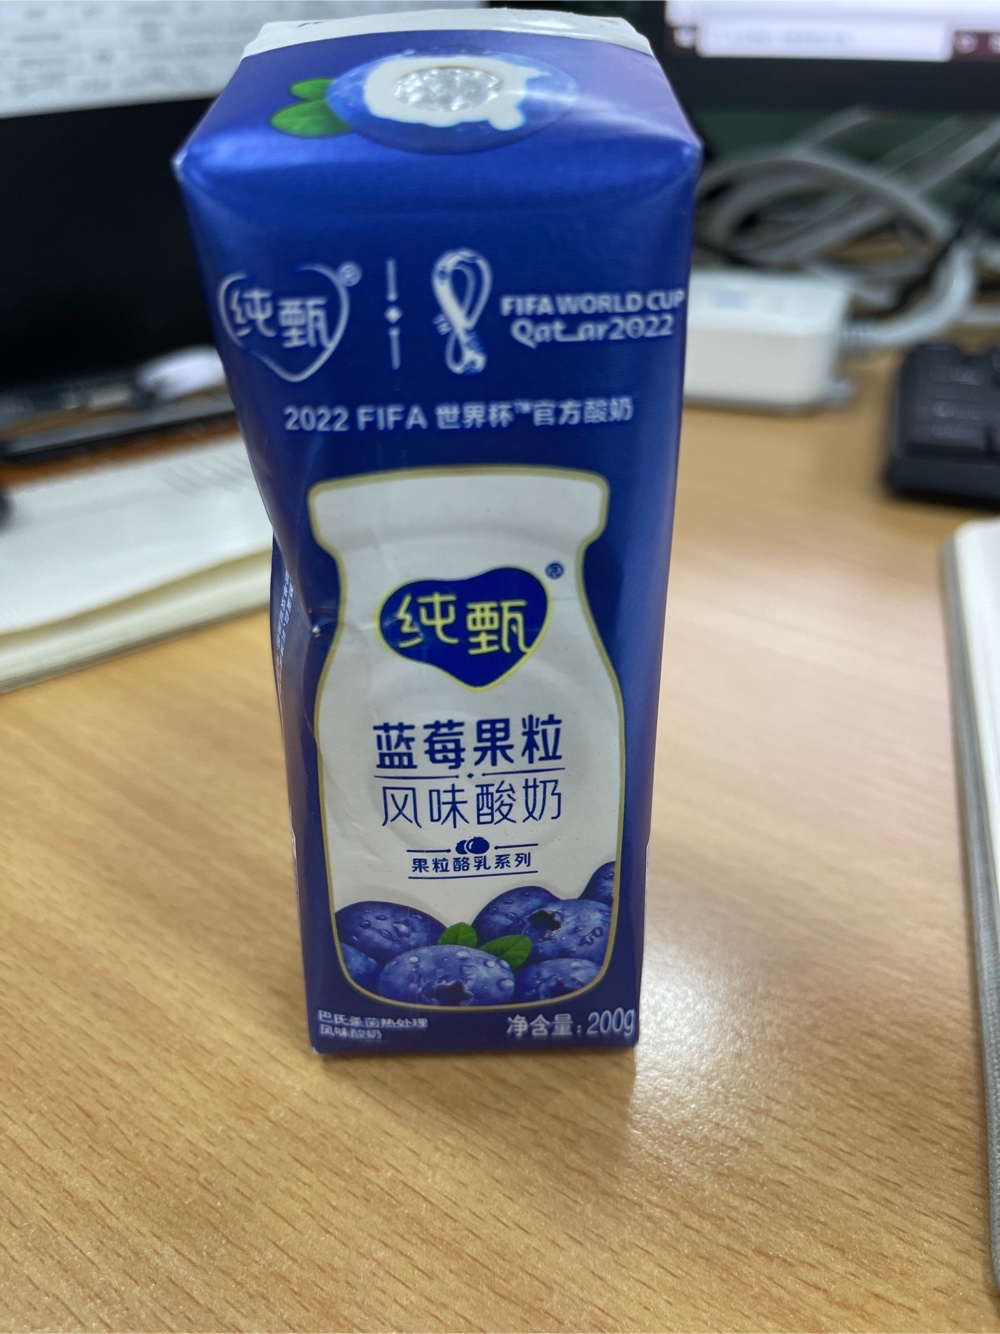 纯甄®
FIFA WORLD CUP
Qatar2022
2022 FIFA 世界杯™官方酸奶
纯甄®
蓝莓果粒
风味酸奶
果粒酪乳系列
巴氏杀菌热处理
风味酸奶
净含量：200g